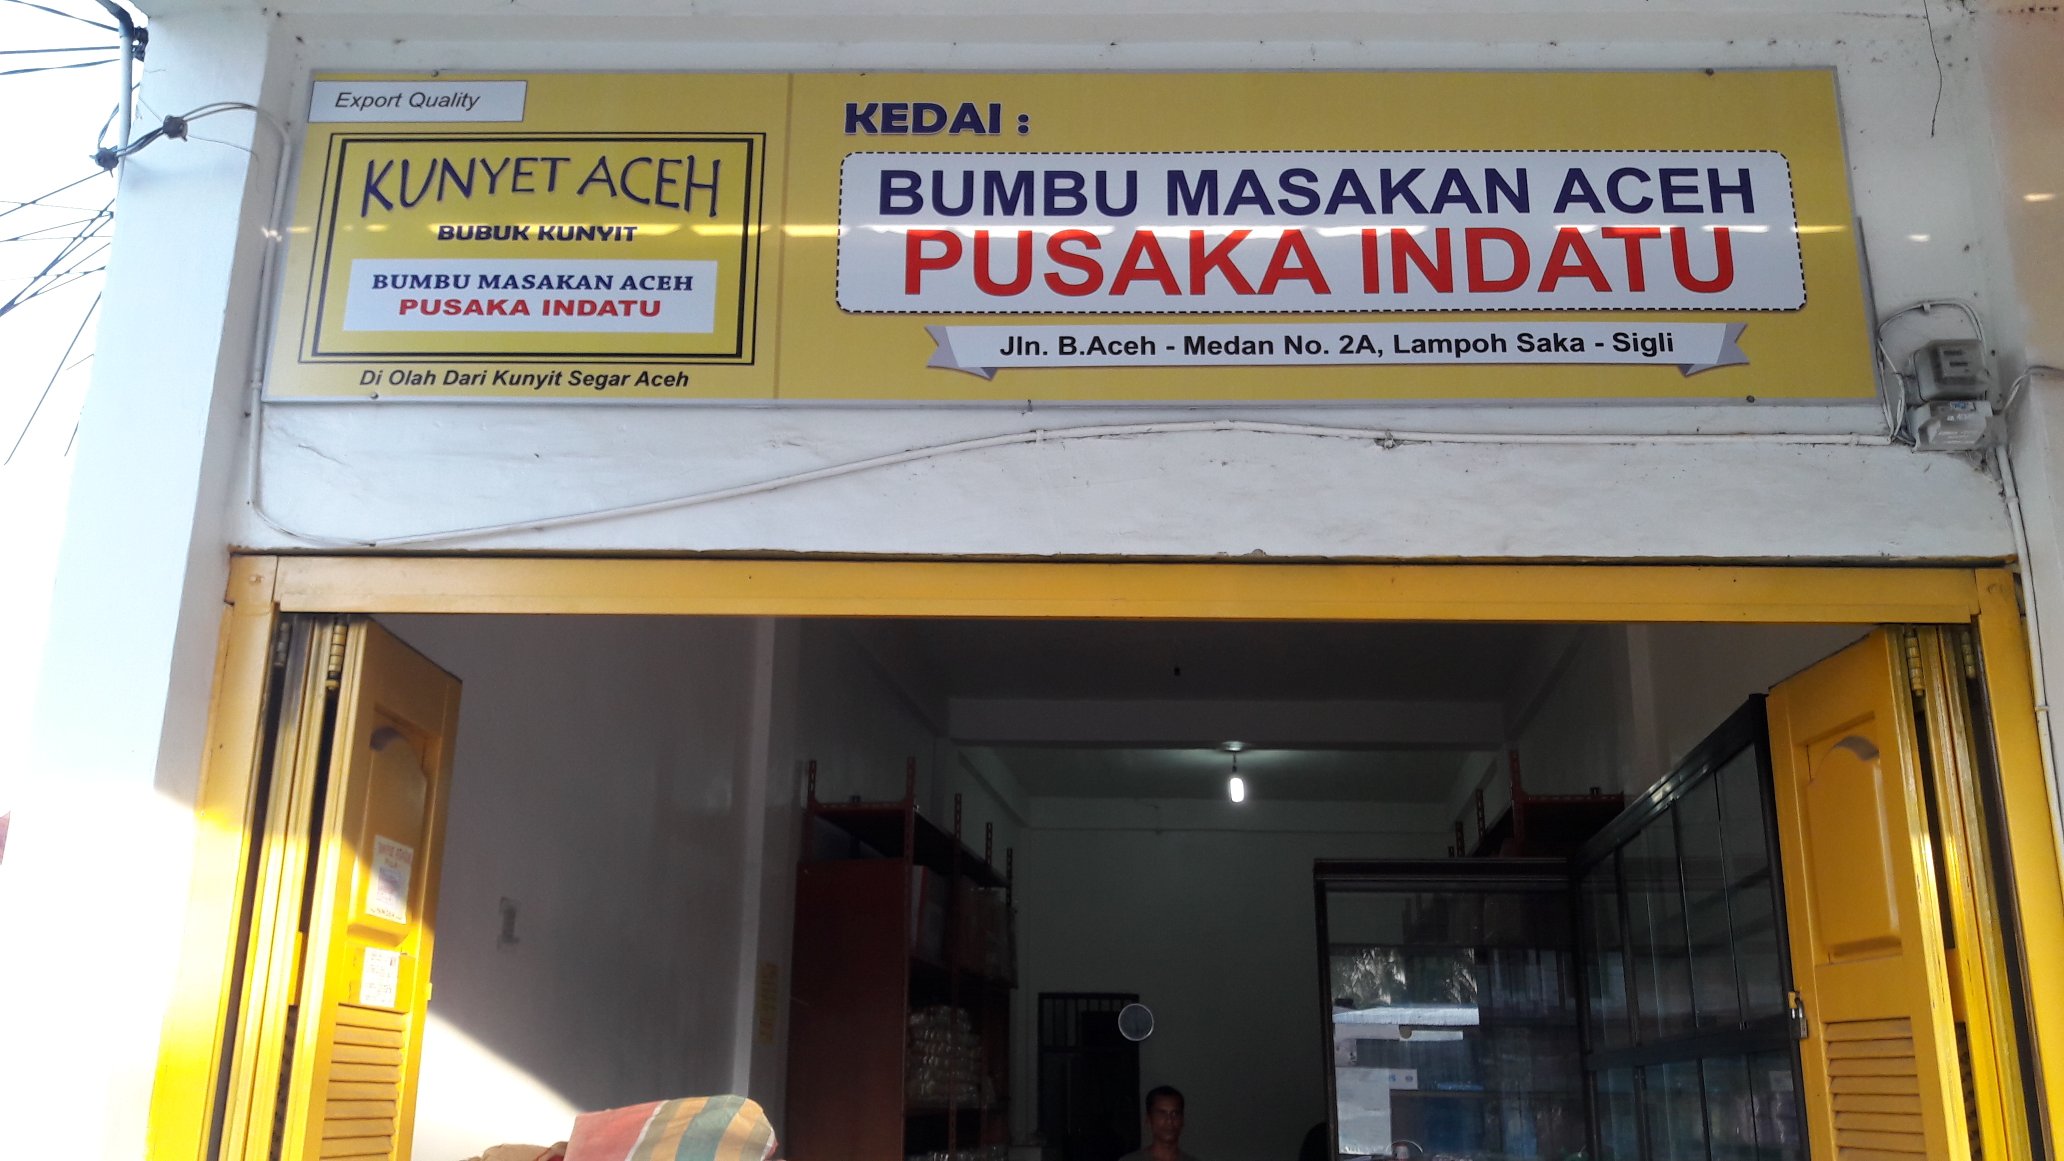 Export Quality
KUNYET ACEH
BUBUK KUNYIT
BUMBU MASAKAN ACEH
PUSAKA INDATU
Di Olah Dari Kunyit Segar Aceh
KEDAI :
BUMBU MASAKAN ACEH
PUSAKA INDATU
Jln. B.Aceh - Medan No. 2A, Lampoh Saka - Sigli